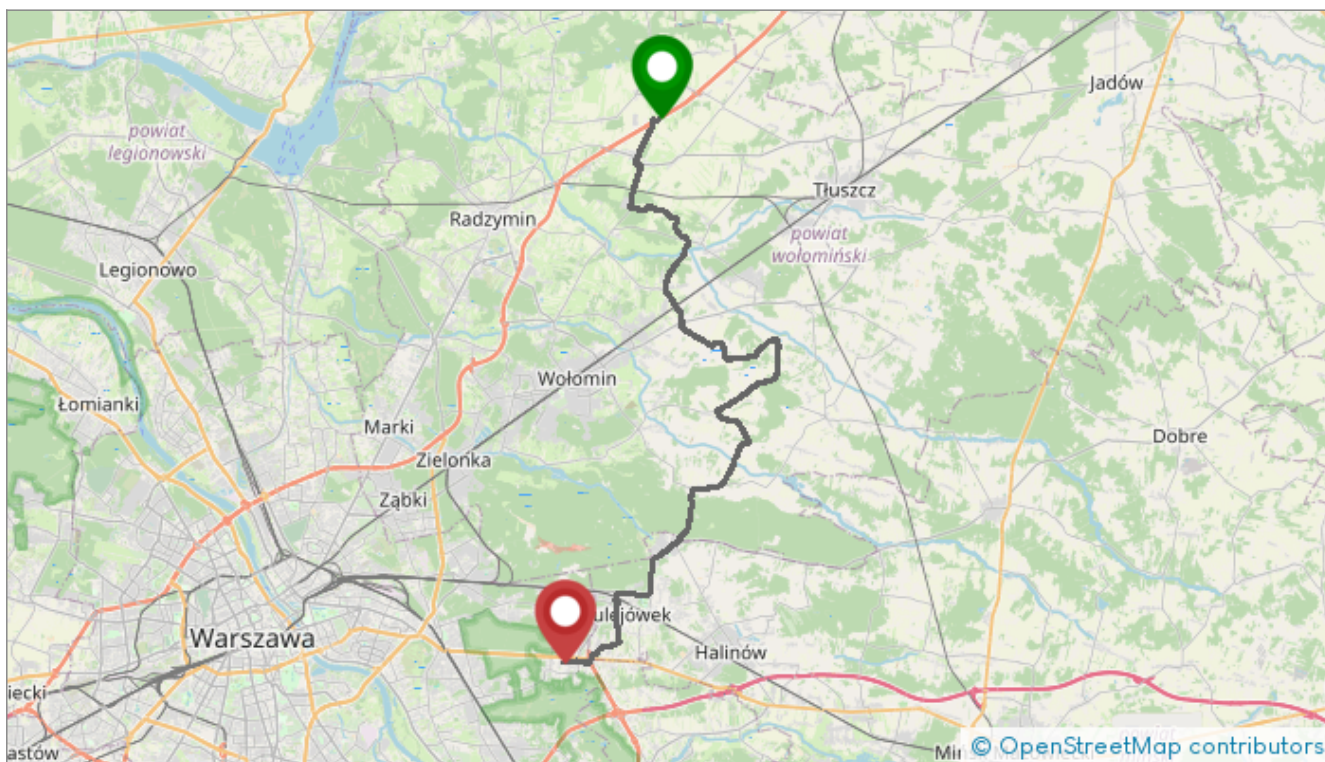 Jadów
powiat
legionowski
Tłuszcz
Radzymin
powiat
wołomiński
Legionowo
Wołomin
Łomianki
Marki
Dobre
Zielonka
Ząbki
ulejówek
Warszawa
Halinów
iecki
astów
© OpenStreetMap contributors